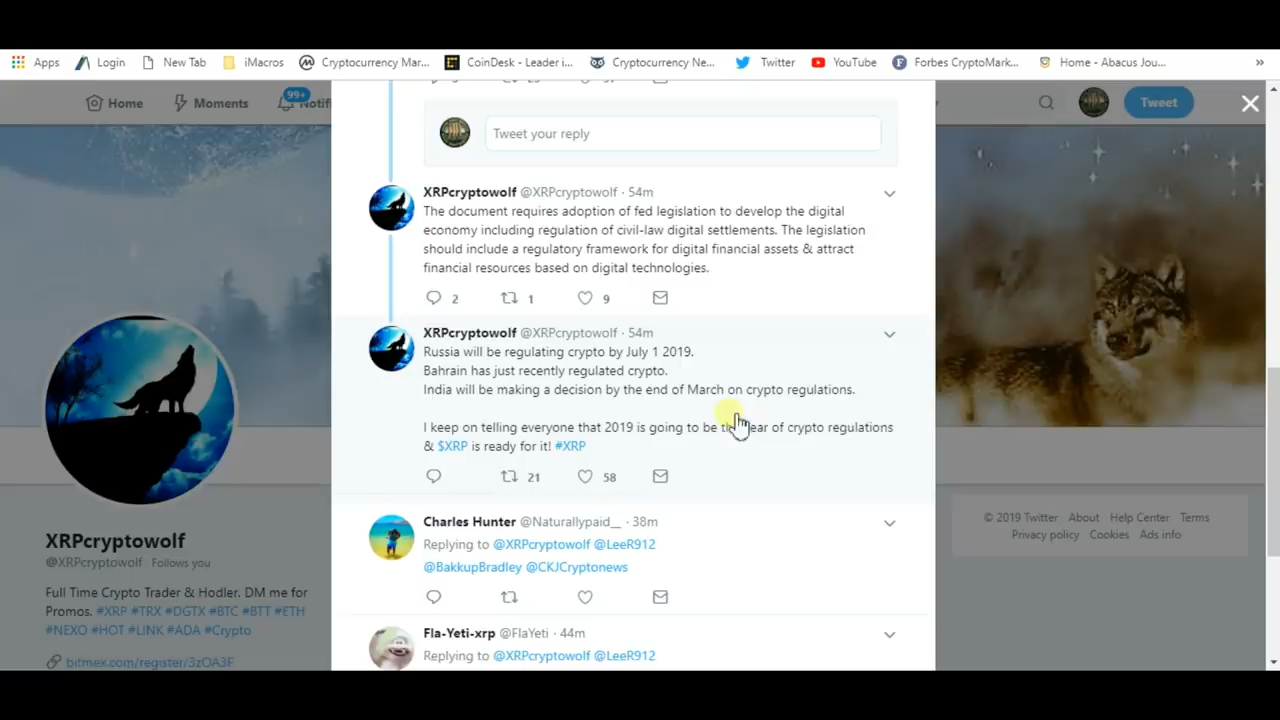 Apps
Login
New Tab
iMacros
Cryptocurrency Mar...
CoinDesk - Leader i...
Cryptocurrency Ne...
Twitter
YouTube
Forbes CryptoMark...
Home - Abacus Jou...
»
Home
Moments
99+
Notifi
Tweet
Tweet your reply
XRPcryptowolf @XRPcryptowolf · 54m
The document requires adoption of fed legislation to develop the digital
economy including regulation of civil-law digital settlements. The legislation
should include a regulatory framework for digital financial assets & attract
financial resources based on digital technologies.
2 1 9
XRPcryptowolf @XRPcryptowolf · 54m
Russia will be regulating crypto by July 1 2019.
Bahrain has just recently regulated crypto.
India will be making a decision by the end of March on crypto regulations.
I keep on telling everyone that 2019 is going to be the year of crypto regulations
& $XRP is ready for it! #XRP
21 58
Charles Hunter @Naturallypaid__ · 38m
Replying to @XRPcryptowolf @LeeR912
@BakkupBradley @CKJCryptonews
Fla-Yeti-xrp @FlaYeti · 44m
Replying to @XRPcryptowolf @LeeR912
XRPcryptowolf
@XRPcryptowolf Follows you
Full Time Crypto Trader & Hodler. DM me for
Promos. #XRP #TRX #DGTX #BTC #BTT #ETH
#NEXO #HOT #LINK #ADA #Crypto
bitmex.com/register/3zOA3F
© 2019 Twitter About Help Center Terms
Privacy policy Cookies Ads info